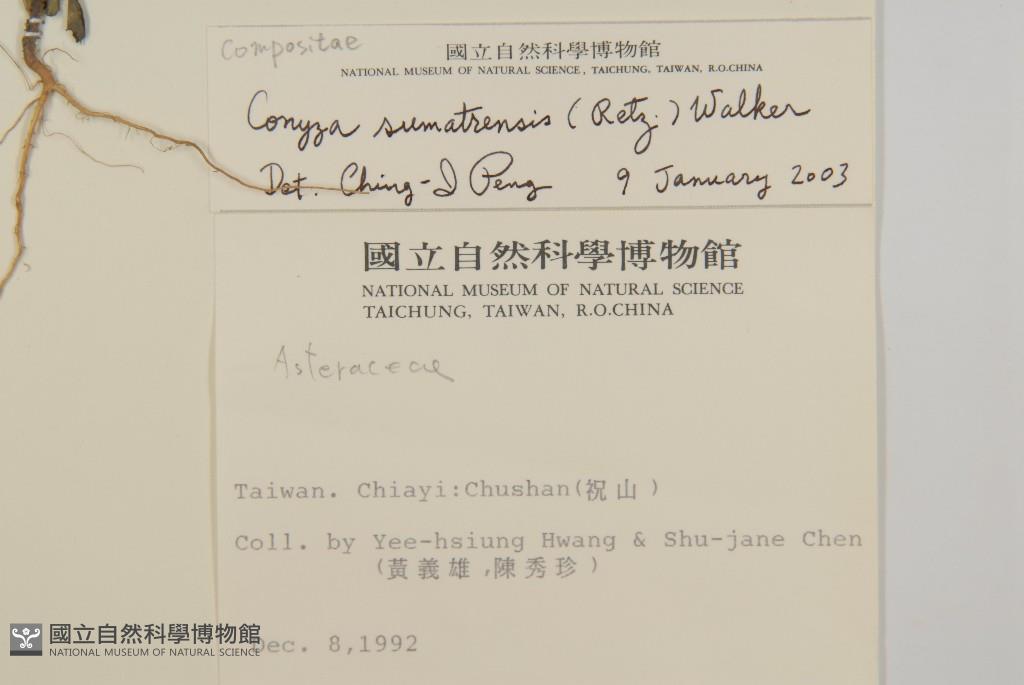 Compositae
國立自然科學博物館
NATIONAL MUSEUM OF NATURAL SCIENCE, TAICHUNG, TAIWAN, R.O.CHINA
Conyza sumatrensis (Retz.) Walker
Det. Ching-I Peng 9 January 2003
國立自然科學博物館
NATIONAL MUSEUM OF NATURAL SCIENCE
TAICHUNG, TAIWAN, R.O.CHINA
Asteraceae
Taiwan. Chiayi:Chushan(祝山)
Coll. by Yee-hsiung Hwang & Shu-jane Chen
(黃義雄,陳秀珍)
Dec. 8,1992
國立自然科學博物館
NATIONAL MUSEUM OF NATURAL SCIENCE